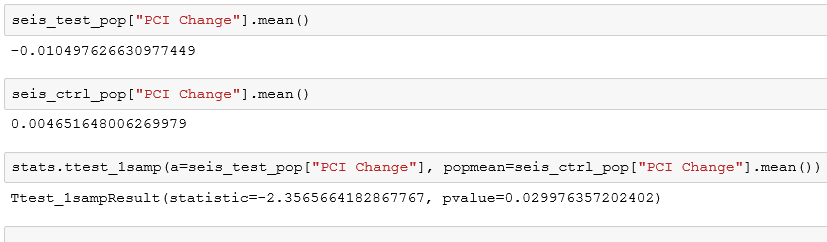 seis_test_pop["PCI Change"].mean()
-0.010497626630977449
seis_ctrl_pop["PCI Change"].mean()
0.004651648006269979
stats.ttest_1samp(a=seis_test_pop["PCI Change"], popmean=seis_ctrl_pop["PCI Change"].mean())
Ttest_1sampResult(statistic=-2.3565664182867767, pvalue=0.029976357202402)